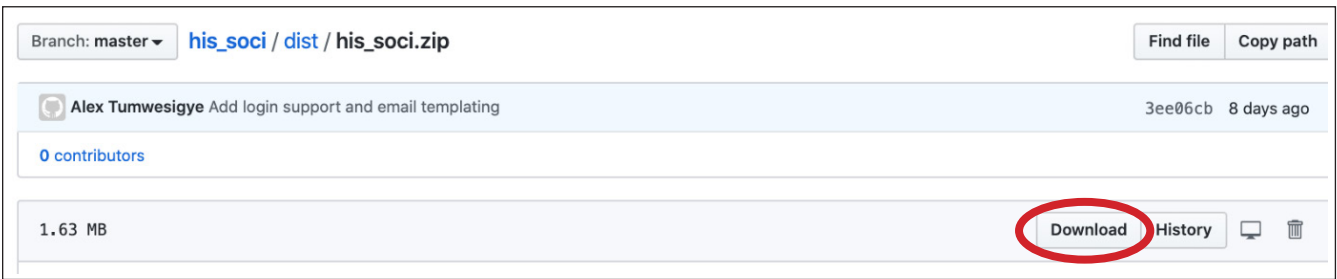 Branch: master his_soci / dist / his_soci.zip Find file Copy path
Alex Tumwesigye Add login support and email templating 3ee06cb 8 days ago
0 contributors
1.63 MB Download History